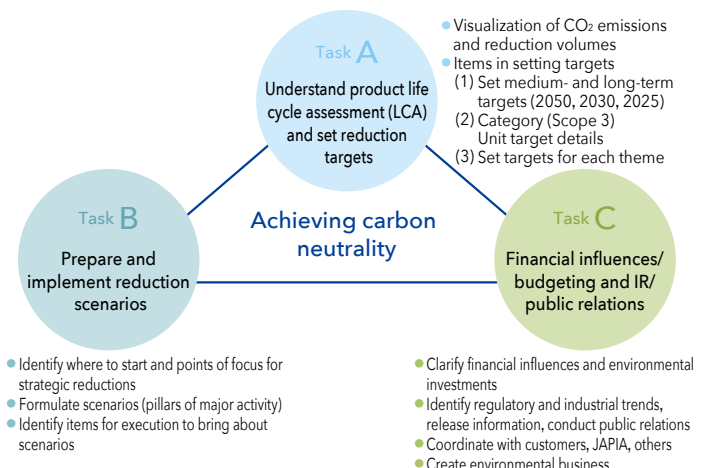 Task A
Understand product life
cycle assessment (LCA)
and set reduction
targets
● Visualization of CO₂ emissions
and reduction volumes
● Items in setting targets
(1) Set medium- and long-term
targets (2050, 2030, 2025)
(2) Category (Scope 3)
Unit target details
(3) Set targets for each theme
Achieving carbon
neutrality
Task B
Prepare and
implement reduction
scenarios
● Identify where to start and points of focus for
strategic reductions
● Formulate scenarios (pillars of major activity)
● Identify items for execution to bring about
scenarios
Task C
Financial influences/
budgeting and IR/
public relations
● Clarify financial influences and environmental
investments
● Identify regulatory and industrial trends,
release information, conduct public relations
● Coordinate with customers, JAPIA, others
● Create environmental business